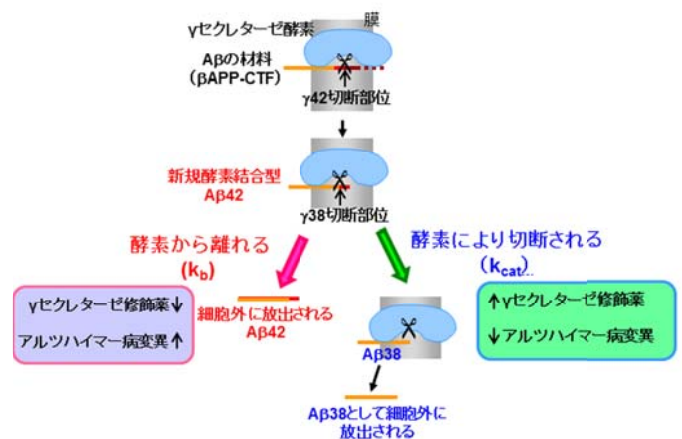 γセクレターゼ酵素
膜
Aβの材料
(βAPP-CTF)
γ42切断部位
新規酵素結合型
Aβ42
γ38切断部位
酵素から離れる
(kb)
酵素により切断される
(kcat)..
γセクレターゼ修飾薬↓
アルツハイマー病変異↑
細胞外に放出される
Aβ42
↑γセクレターゼ修飾薬
↓アルツハイマー病変異
Aβ38
Aβ38として細胞外に
放出される